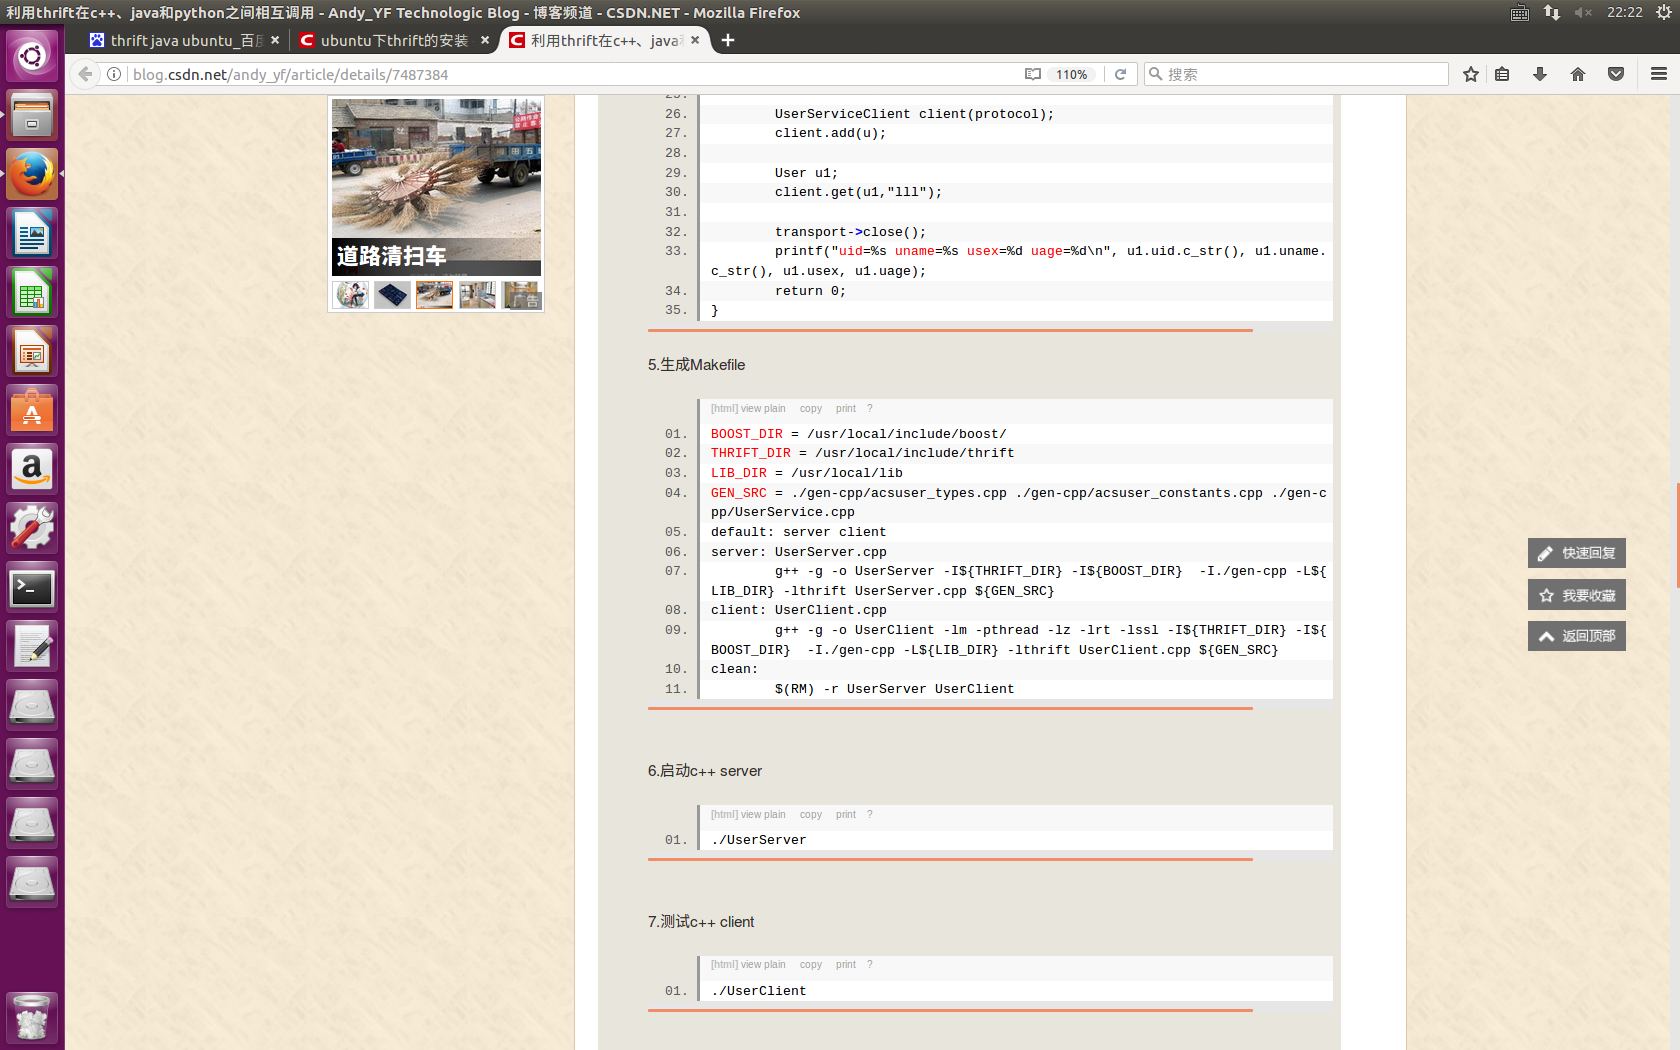 利用thrift在c++、java和python之间相互调用 - Andy_YF Technologic Blog - 博客频道 - CSDN.NET - Mozilla Firefox
22:22
thrift java ubuntu_百度
ubuntu下thrift的安装
利用thrift在c++、java和
blog.csdn.net/andy_yf/article/details/7487384
110%
搜索
道路清扫车
广告
25.
26. UserServiceClient client(protocol);
27. client.add(u);
28.
29. User u1;
30. client.get(u1,"lll");
31.
32. transport->close();
33. printf("uid=%s uname=%s usex=%d uage=%d\n", u1.uid.c_str(), u1.uname.
c_str(), u1.usex, u1.uage);
34. return 0;
35. }
5.生成Makefile
[html] view plain copy print ?
01. BOOST_DIR = /usr/local/include/boost/
02. THRIFT_DIR = /usr/local/include/thrift
03. LIB_DIR = /usr/local/lib
04. GEN_SRC = ./gen-cpp/acsuser_types.cpp ./gen-cpp/acsuser_constants.cpp ./gen-c
pp/UserService.cpp
05. default: server client
06. server: UserServer.cpp
07. g++ -g -o UserServer -I${THRIFT_DIR} -I${BOOST_DIR}  -I./gen-cpp -L${
LIB_DIR} -lthrift UserServer.cpp ${GEN_SRC}
08. client: UserClient.cpp
09. g++ -g -o UserClient -lm -pthread -lz -lrt -lssl -I${THRIFT_DIR} -I${
BOOST_DIR}  -I./gen-cpp -L${LIB_DIR} -lthrift UserClient.cpp ${GEN_SRC}
10. clean:
11. $(RM) -r UserServer UserClient
快速回复
我要收藏
返回顶部
6.启动c++ server
[html] view plain copy print ?
01. ./UserServer
7.测试c++ client
[html] view plain copy print ?
01. ./UserClient